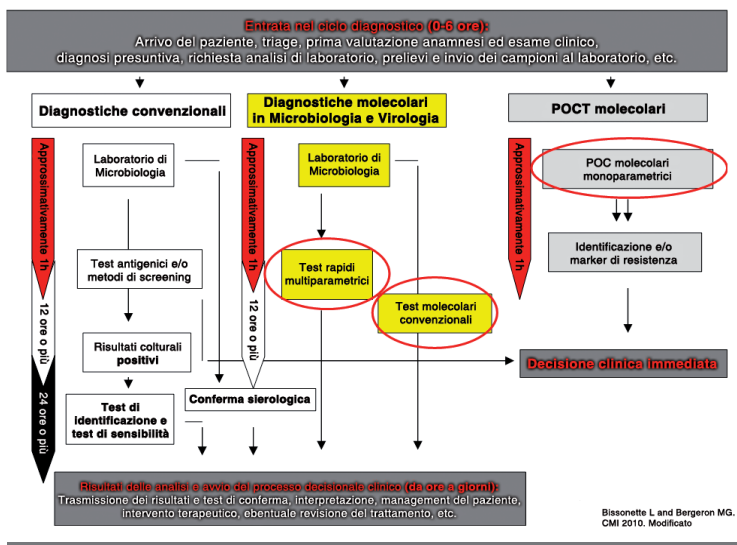 Entrata nel ciclo diagnostico (0-6 ore):
Arrivo del paziente, triage, prima valutazione anamnesi ed esame clinico,
diagnosi presuntiva, richiesta analisi di laboratorio, prelievi e invio dei campioni al laboratorio, etc.
Diagnostiche convenzionali
Diagnostiche molecolari
in Microbiologia e Virologia
POCT molecolari
Approssimativamente 1h
12 ore o più
24 ore o più
Laboratorio di
Microbiologia
Test antigenici e/o
metodi di screening
Risultati colturali
positivi
Test di
identificazione e
test di sensibilità
Approssimativamente 1h
12 ore o più
Conferma sierologica
Laboratorio di
Microbiologia
Test rapidi
multiparametrici
Test molecolari
convenzionali
Approssimativamente 1h
POC molecolari
monoparametrici
Identificazione e/o
marker di resistenza
Decisione clinica immediata
Risultati delle analisi e avvio del processo decisionale clinico (da ore a giorni):
Trasmissione dei risultati e test di conferma, interpretazione, management del paziente,
intervento terapeutico, ebentuale revisione del trattamento, etc.
Bissonette L and Bergeron MG.
CMI 2010. Modificato